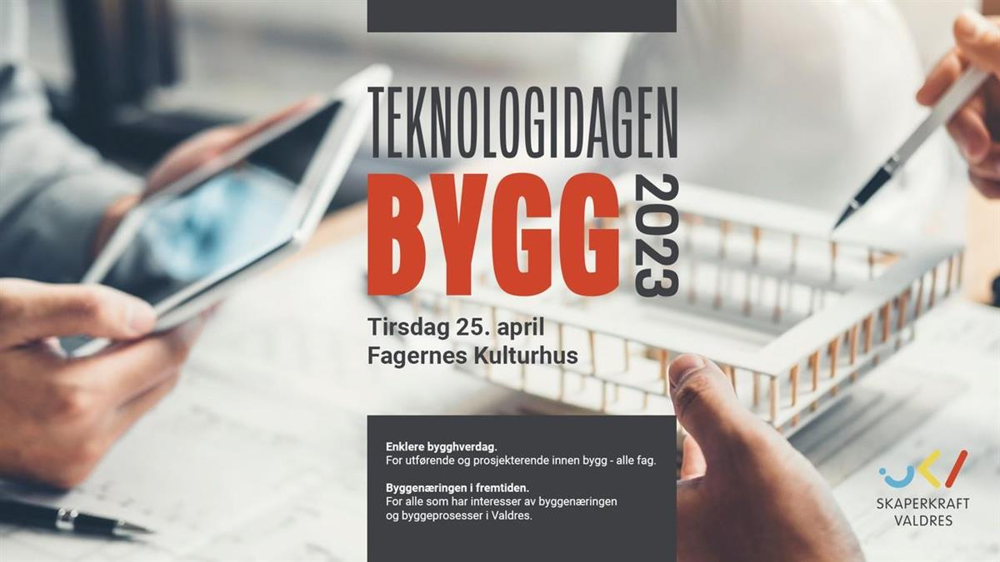 TEKNOLOGIDAGEN
BYGG 2023
Tirsdag 25. april
Fagernes Kulturhus
Enklere bygghverdag.
For utførende og prosjekterende innen bygg - alle fag.
Byggenæringen i fremtiden.
For alle som har interesser av byggenæringen
og byggeprosesser i Valdres.
SKAPERKRAFT
VALDRES